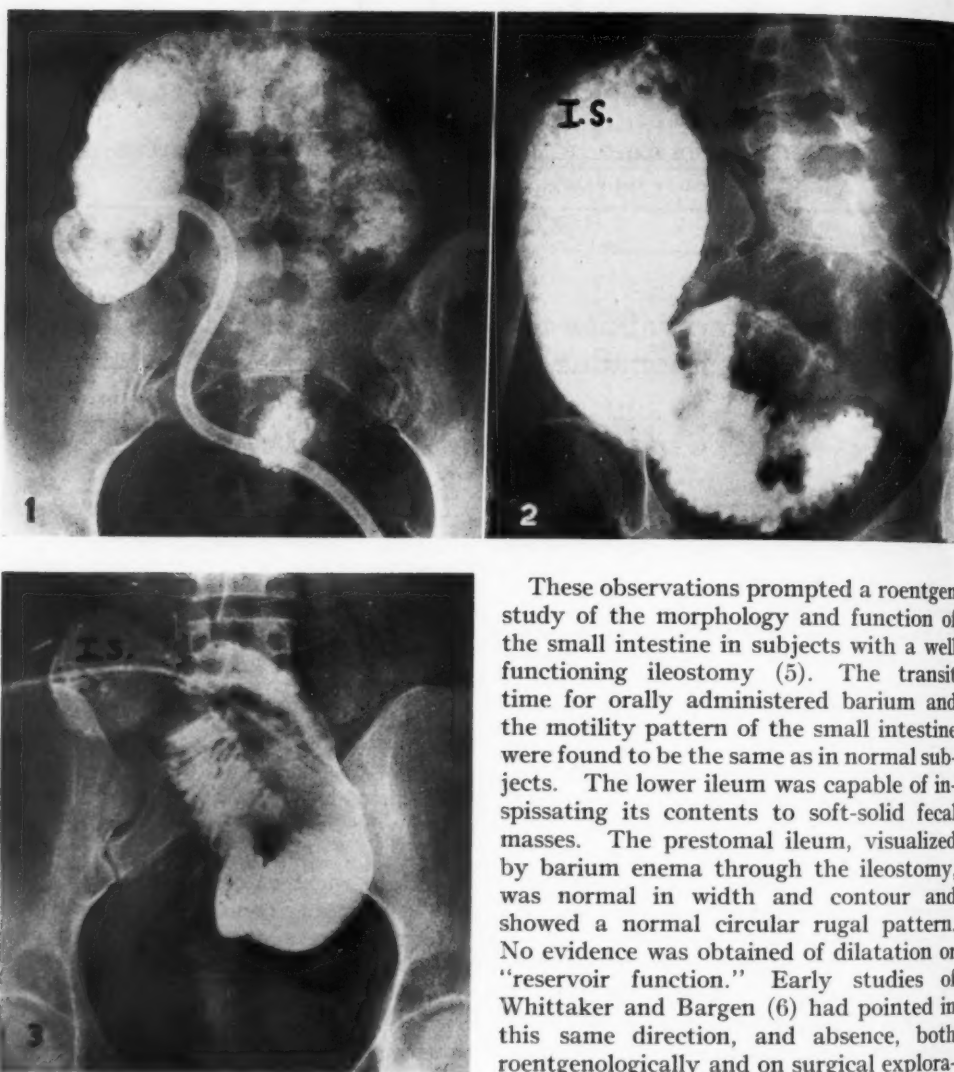 I.S.
1
2
I.S.
3
These observations prompted a roentgen
study of the morphology and function of
the small intestine in subjects with a well
functioning ileostomy (5). The transit
time for orally administered barium and
the motility pattern of the small intestine
were found to be the same as in normal sub-
jects. The lower ileum was capable of in-
spissating its contents to soft-solid fecal
masses. The prestomal ileum, visualized
by barium enema through the ileostomy,
was normal in width and contour and
showed a normal circular rugal pattern.
No evidence was obtained of dilatation or
"reservoir function." Early studies of
Whittaker and Bargen (6) had pointed in
this same direction, and absence, both
roentgenologically and on surgical explora-